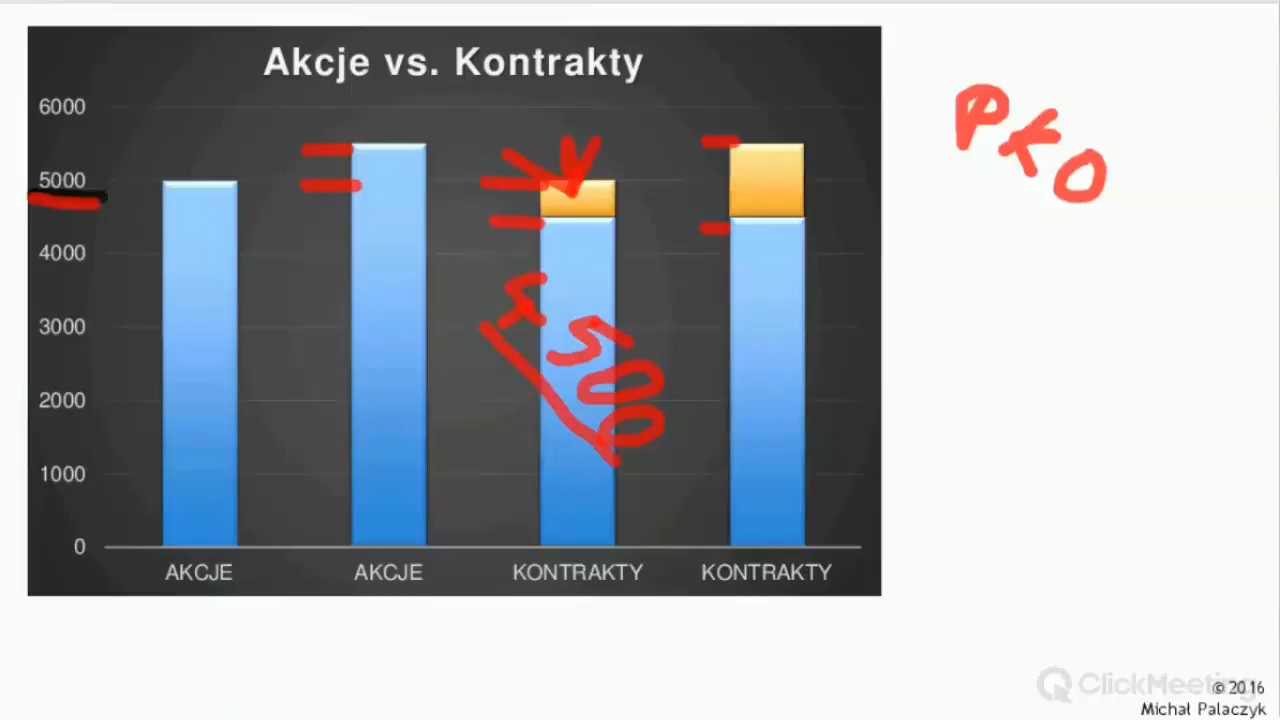 Akcje vs. Kontrakty
6000
5000
4000
3000
2000
1000
0
AKCJE AKCJE KONTRAKTY KONTRAKTY
500
PKO
ClickMeeting
© 2016
Michał Palaczyk